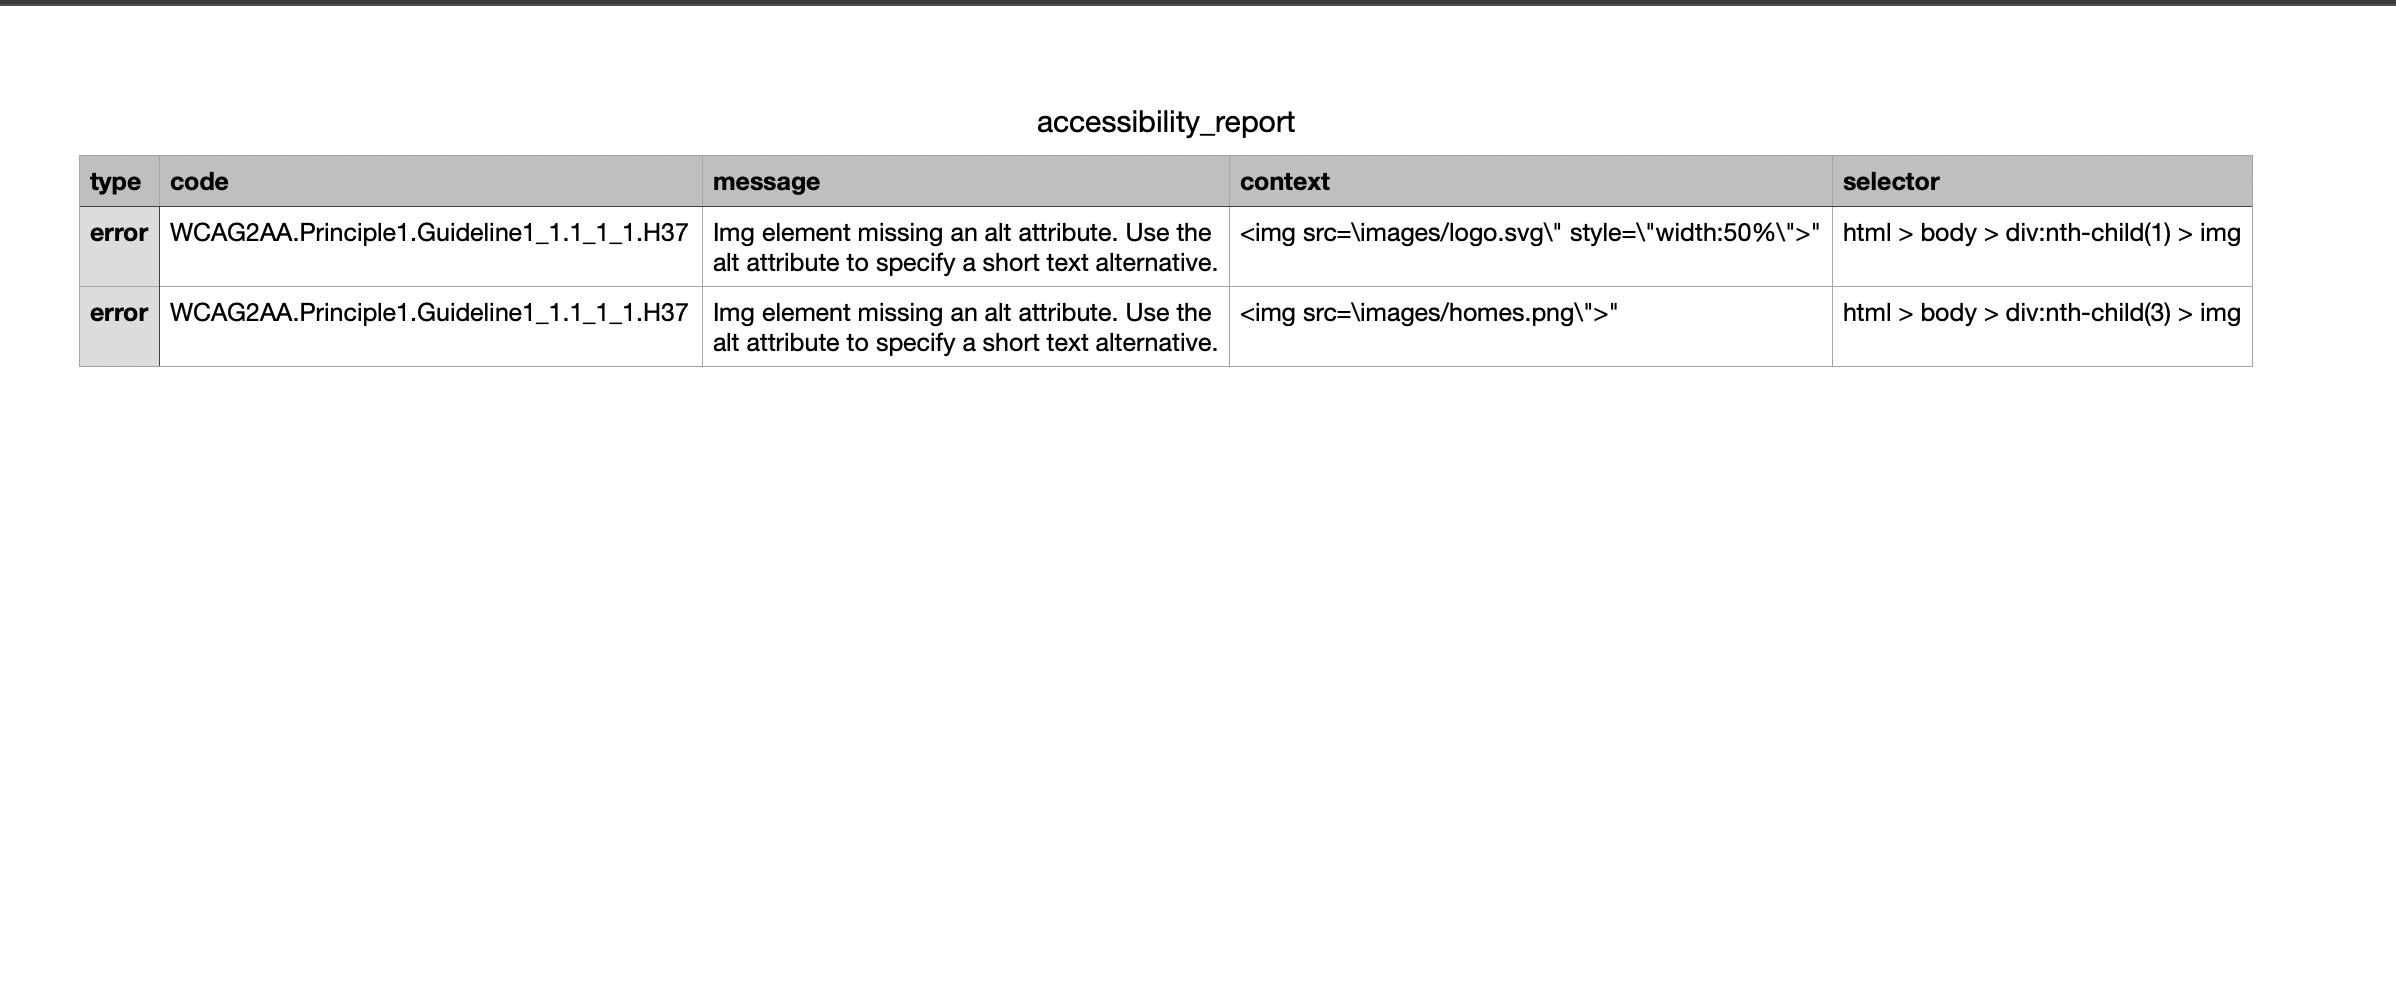 accessibility_report
type code message context selector
error WCAG2AA.Principle1.Guideline1_1.1_1_1.H37 Img element missing an alt attribute. Use the <img src=\images/logo.svg\" style=\"width:50%\">" html > body > div:nth-child(1) > img
alt attribute to specify a short text alternative.
error WCAG2AA.Principle1.Guideline1_1.1_1_1.H37 Img element missing an alt attribute. Use the <img src=\images/homes.png\">" html > body > div:nth-child(3) > img
alt attribute to specify a short text alternative.